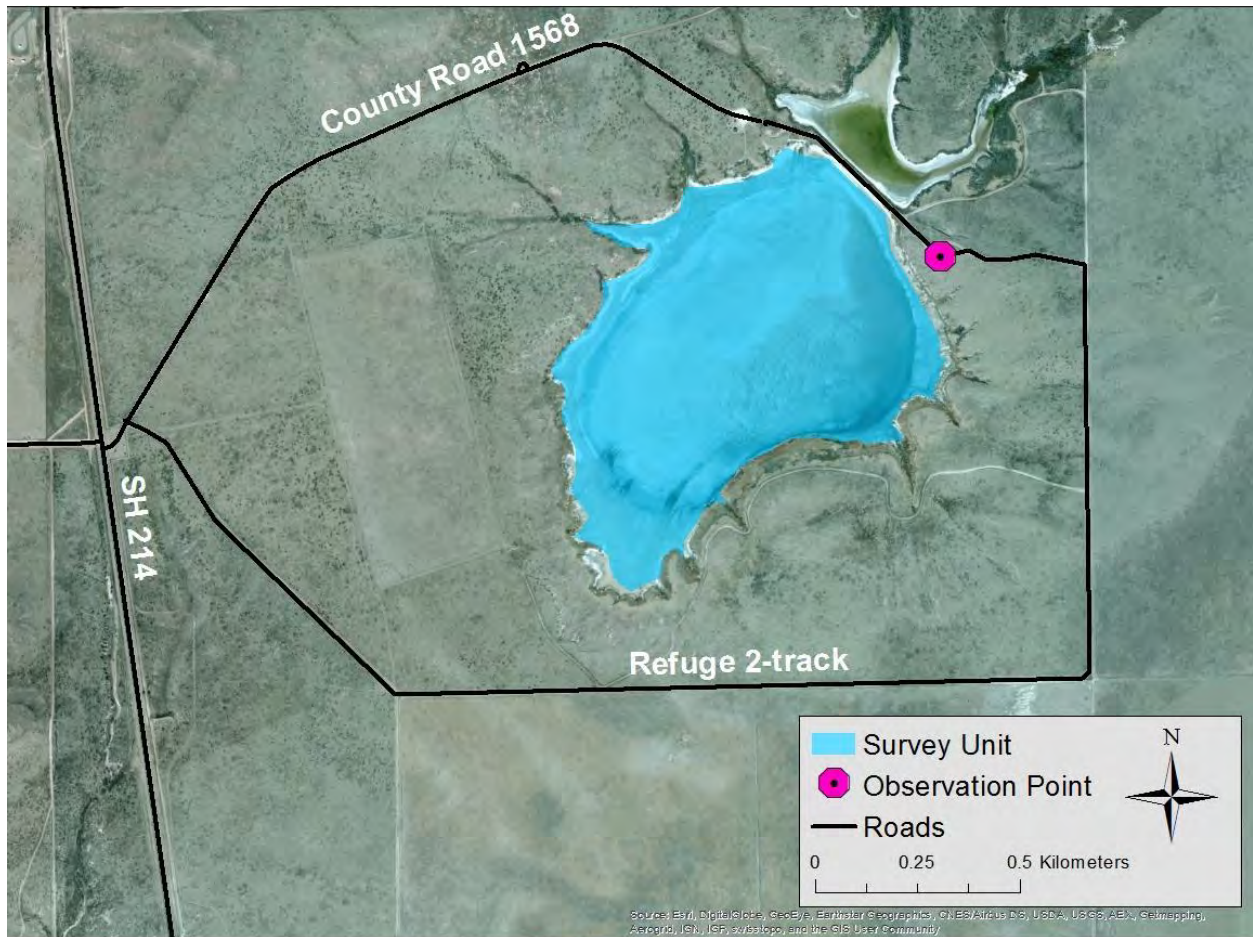 County Road 1568
SH 214
Refuge 2-track
Survey Unit
N
Observation Point
Roads
0 0.25 0.5 Kilometers
Source: Esri, DigitalGlobe, GeoEye, Earthstar Geographics, CNES/Airbus DS, USDA, USGS, AEX, Getmapping,
Aerogrid, IGN, IGP, swisstopo, and the GIS User Community